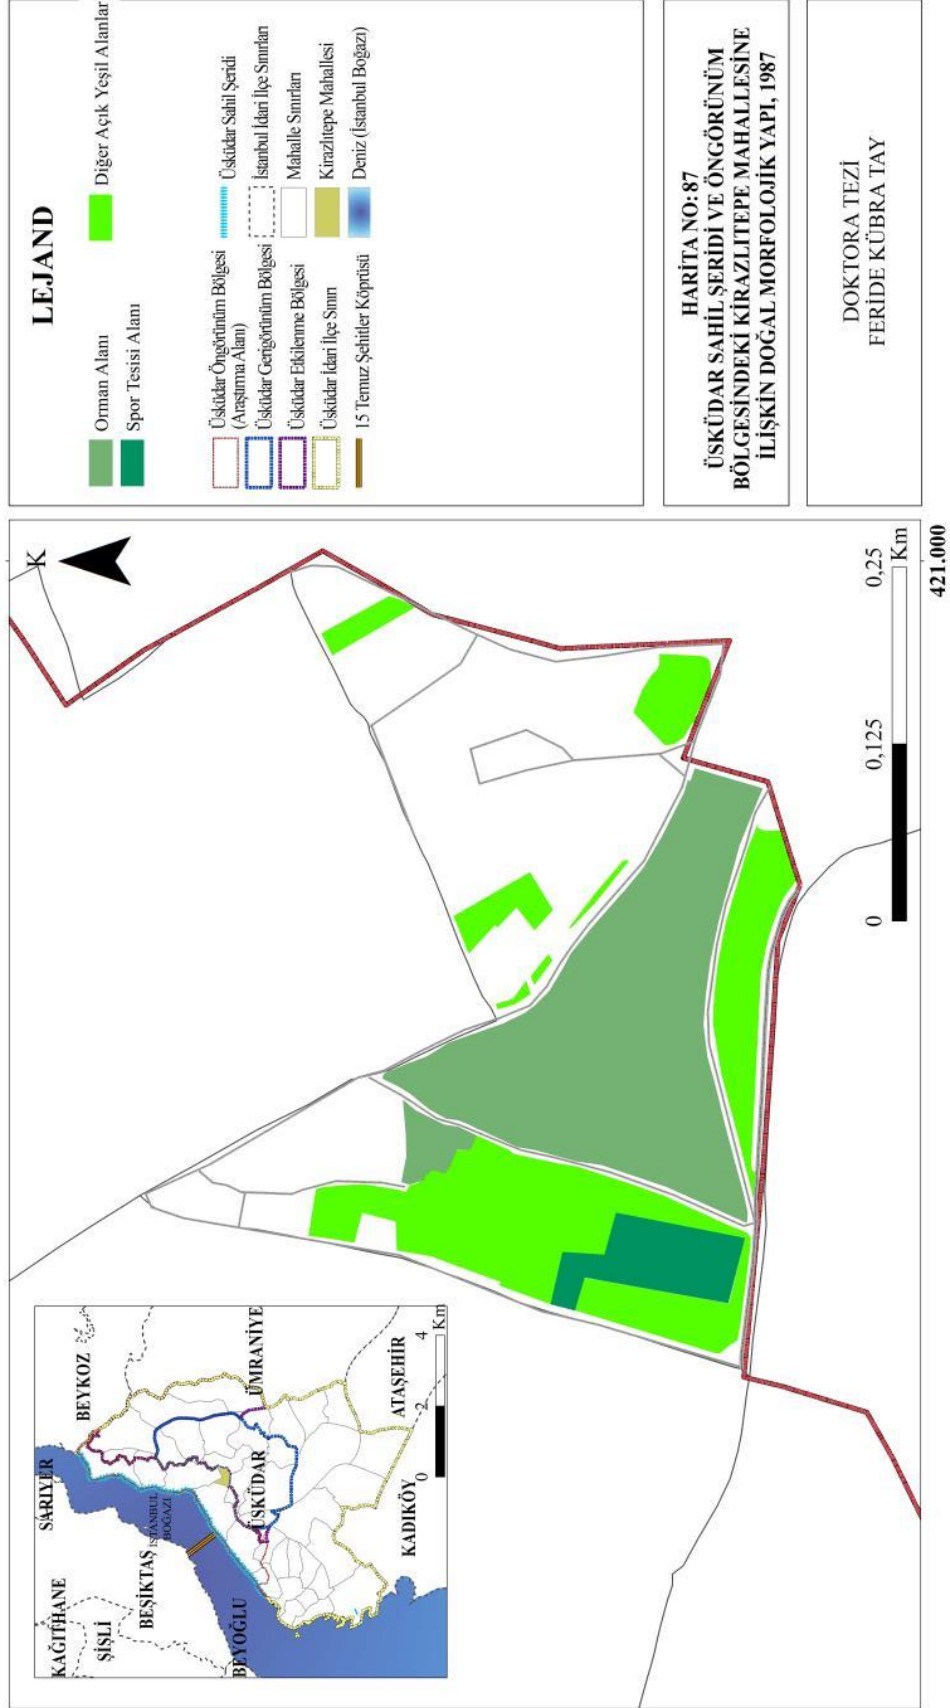 KAĞITHANE
SARIYER
BEYKOZ
ŞİŞLİ
BEŞİKTAŞ
İSTANBUL
BOĞAZI
BEYOĞLU
ÜSKÜDAR
ÜMRANİYE
KADIKÖY
ATAŞEHİR
0
2
4
Km
K
0
0,125
0,25
Km
421.000
LEJAND
Orman Alanı
Diğer Açık Yeşil Alanlar
Spor Tesisi Alanı
Üsküdar Öngörünüm Bölgesi
(Araştırma Alanı)
Üsküdar Sahil Şeridi
Üsküdar Gerigörünüm Bölgesi
İstanbul İdari İlçe Sınırları
Üsküdar Etkilenme Bölgesi
Mahalle Sınırları
Üsküdar İdari İlçe Sınırı
Kirazlıtepe Mahallesi
15 Temuz Şehitler Köprüsü
Deniz (İstanbul Boğazı)
HARİTA NO:87
ÜSKÜDAR SAHİL ŞERİDİ VE ÖNGÖRÜNÜM
BÖLGESİNDEKİ KİRAZLITEPE MAHALLESİNE
İLİŞKİN DOĞAL MORFOLOJİK YAPI, 1987
DOKTORA TEZİ
FERİDE KÜBRA TAY